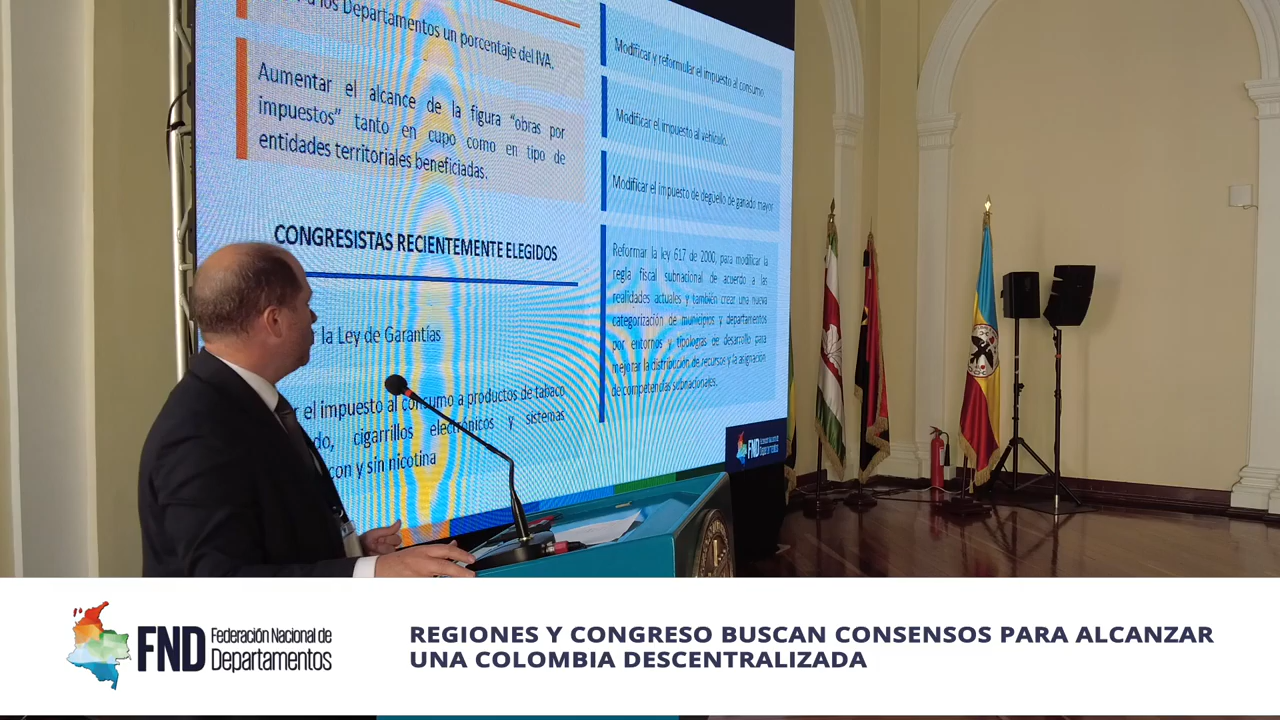 los Departamentos un porcentaje del IVA.
Aumentar el alcance de la figura "obras por
impuestos" tanto en cupo como en tipo de
entidades territoriales beneficiadas.
CONGRESISTAS RECIENTEMENTE ELEGIDOS
la Ley de Garantías
el impuesto al consumo a productos de tabaco
cigarrillos electrónicos y sistemas
con y sin nicotina
Modificar y reformular el impuesto al consumo.
Modificar el impuesto al vehículo.
Modificar el impuesto de degüello de ganado mayor
Reformar la ley 617 de 2000, para modificar la
regla fiscal subnacional de acuerdo a las
realidades actuales y también crear una nueva
categorización de municipios y departamentos
por entornos y tipologías de desarrollo para
mejorar la distribución de recursos y la asignación
de competencias subnacionales.
FND
FND
Federación Nacional de
Departamentos
REGIONES Y CONGRESO BUSCAN CONSENSOS PARA ALCANZAR
UNA COLOMBIA DESCENTRALIZADA